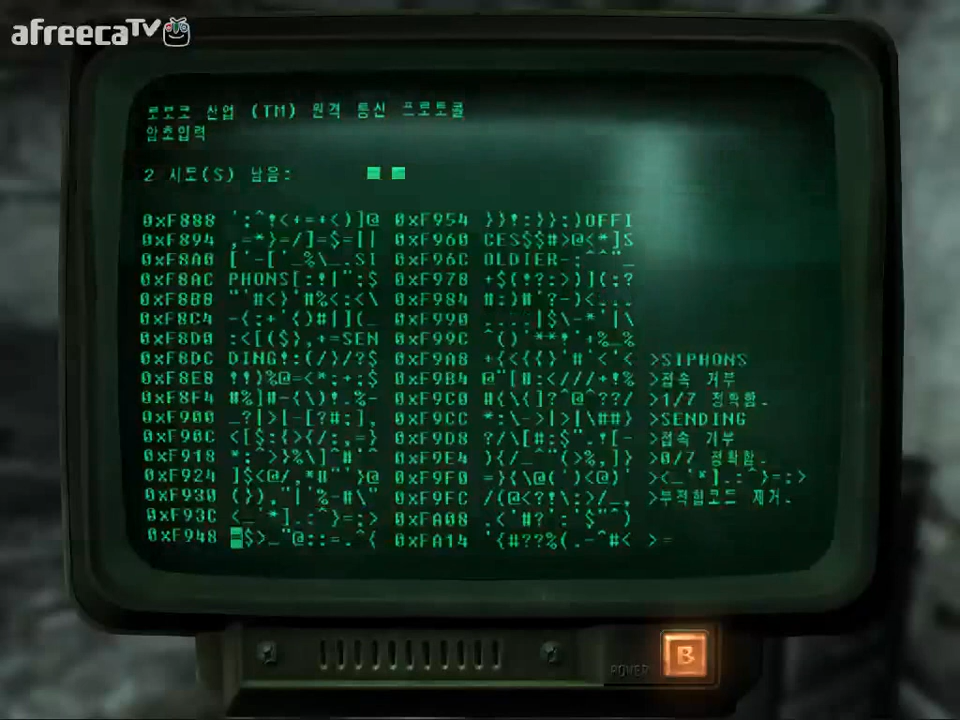 afreecaTV
로보코 산업 (TM) 원격 통신 프로토콜
암호입력
2 시도(S) 남음:
0xF888 ';^!<+=+<)]@ 0xF954 }}!:}};)OFFI
0xF894 ,=*}=/]=$=|| 0xF960 CES$$#>@<*]S
0xF8A0 ['-['_%\_.SI 0xF96C OLDIER-;^^"_
0xF8AC PHONS[:!|";$ 0xF978 +$(!?:>)](:?
0xF8B8 "'#<}'#%<:<\ 0xF984 #:)#'?-)<...
0xF8C4 -{;+'{)#|](_ 0xF990
0xF8D0 :<[($},+=SEN 0xF99C ^()'**!'+%_%
0xF8DC DING!:(/}/?$ 0xF9A8 +{<{{}'#'<'< >SIPHONS
0xF8E8 !!)%@=<*;+;$ 0xF9B4 @"[#:<///+!% >접속 거부
0xF8F4 #%]#-{\)!.%- 0xF9C0 #{\{]?^@^??/ >1/7 정확함.
0xF900 _?|>[-[?#;], 0xF9CC *:\->|>|\##} >SENDING
0xF90C <[$:{>{/:,=} 0xF9D8 ?/\[#:$".![- >접속 거부
0xF918 *;^>}%\]^#'^ 0xF9E4 ){/_^"(>%,]} >0/7 정확함.
0xF924 ]$<@/,*#"'}@ 0xF9F0 ={\@(')<@) >< '*].:^}=:>
0xF930 (}),"|'%-#\" 0xF9FC /(@<?!\:>/_, >부적합코드 제거.
0xF93C <_'*].:^}=:> 0xFA08 .<'#?':'$"^)
0xF948 =$>_"@::=.^{ 0xFA14 '{#??%(.-^#< >=
POWER
B